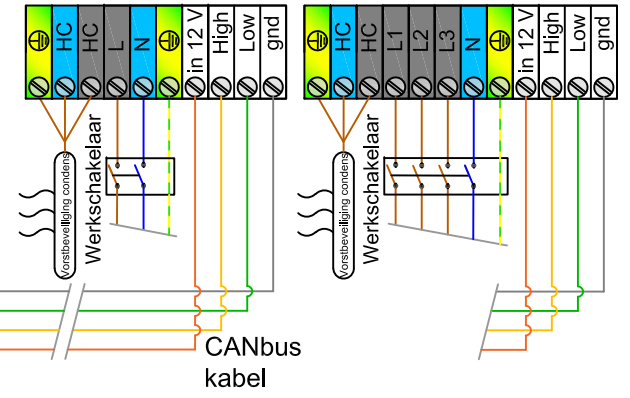 HC
HC
L
N
in 12 V
High
Low
gnd
HC
HC
L1
L2
L3
N
in 12 V
High
Low
gnd
Vorstbeveiliging condens
Werkschakelaar
Vorstbeveiliging condens
Werkschakelaar
CANbus
kabel